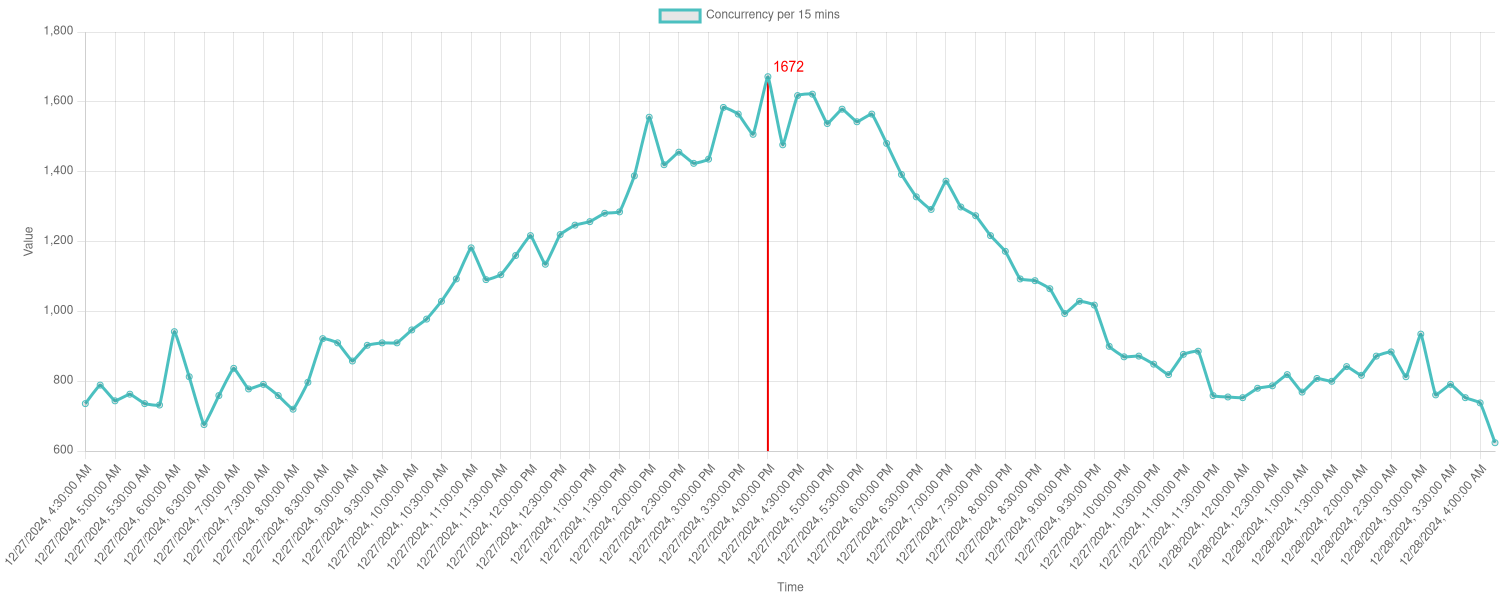 Concurrency per 15 mins
1,800
1672
1,600
1,400
1,200
Value
1,000
800
600
12/27/2024, 4:30:00 AM
12/27/2024, 5:00:00 AM
12/27/2024, 5:30:00 AM
12/27/2024, 6:00:00 AM
12/27/2024, 6:30:00 AM
12/27/2024, 7:00:00 AM
12/27/2024, 7:30:00 AM
12/27/2024, 8:00:00 AM
12/27/2024, 8:30:00 AM
12/27/2024, 9:00:00 AM
12/27/2024, 9:30:00 AM
12/27/2024, 10:00:00 AM
12/27/2024, 10:30:00 AM
12/27/2024, 11:00:00 AM
12/27/2024, 11:30:00 AM
12/27/2024, 12:00:00 PM
12/27/2024, 12:30:00 PM
12/27/2024, 1:00:00 PM
12/27/2024, 1:30:00 PM
12/27/2024, 2:00:00 PM
12/27/2024, 2:30:00 PM
12/27/2024, 3:00:00 PM
12/27/2024, 3:30:00 PM
12/27/2024, 4:00:00 PM
12/27/2024, 4:30:00 PM
12/27/2024, 5:00:00 PM
12/27/2024, 5:30:00 PM
12/27/2024, 6:00:00 PM
12/27/2024, 6:30:00 PM
12/27/2024, 7:00:00 PM
12/27/2024, 7:30:00 PM
12/27/2024, 8:00:00 PM
12/27/2024, 8:30:00 PM
12/27/2024, 9:00:00 PM
12/27/2024, 9:30:00 PM
12/27/2024, 10:00:00 PM
12/27/2024, 10:30:00 PM
12/27/2024, 11:00:00 PM
12/27/2024, 11:30:00 PM
12/28/2024, 12:00:00 AM
12/28/2024, 12:30:00 AM
12/28/2024, 1:00:00 AM
12/28/2024, 1:30:00 AM
12/28/2024, 2:00:00 AM
12/28/2024, 2:30:00 AM
12/28/2024, 3:00:00 AM
12/28/2024, 3:30:00 AM
12/28/2024, 4:00:00 AM
Time